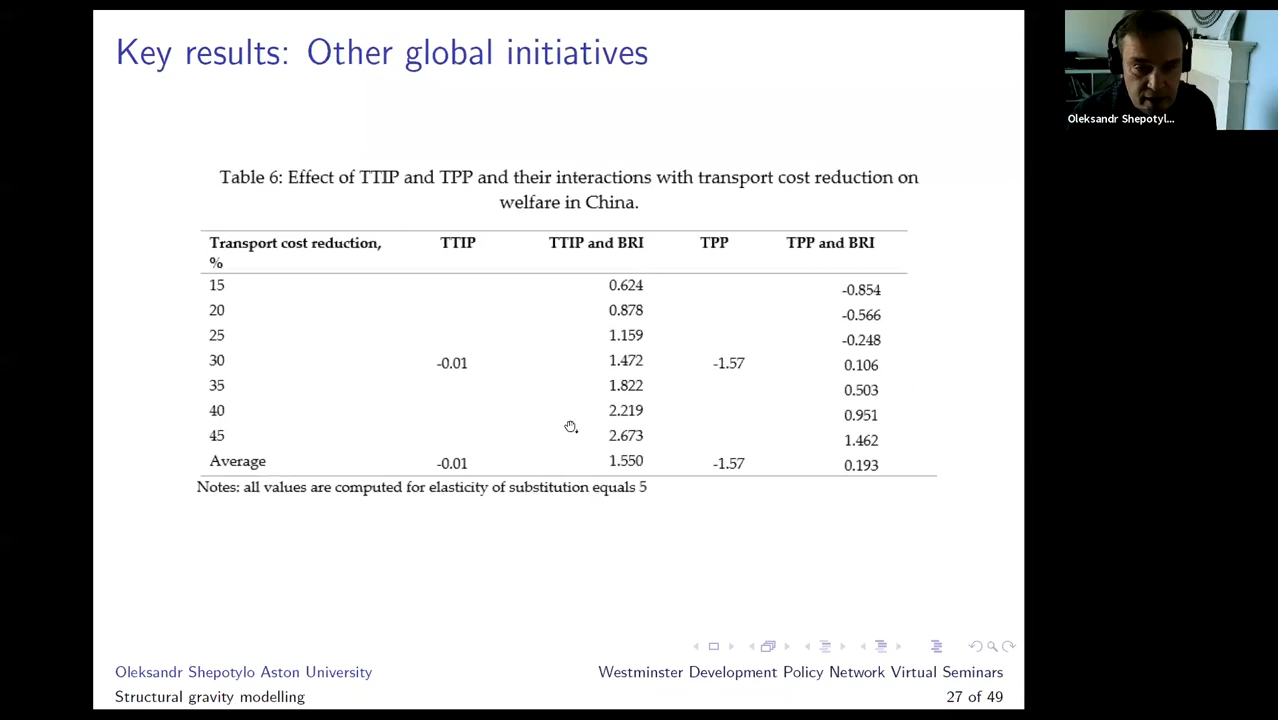 Key results: Other global initiatives
Oleksandr Shepotyl...
Table 6: Effect of TTIP and TPP and their interactions with transport cost reduction on
welfare in China.
Transport cost reduction, TTIP TTIP and BRI TPP TPP and BRI
%
15 0.624 -0.854
20 0.878 -0.566
25 1.159 -0.248
30 -0.01 1.472 -1.57 0.106
35 1.822 0.503
40 2.219 0.951
45 2.673 1.462
Average -0.01 1.550 -1.57 0.193
Notes: all values are computed for elasticity of substitution equals 5
Oleksandr Shepotylo Aston University Westminster Development Policy Network Virtual Seminars
Structural gravity modelling 27 of 49